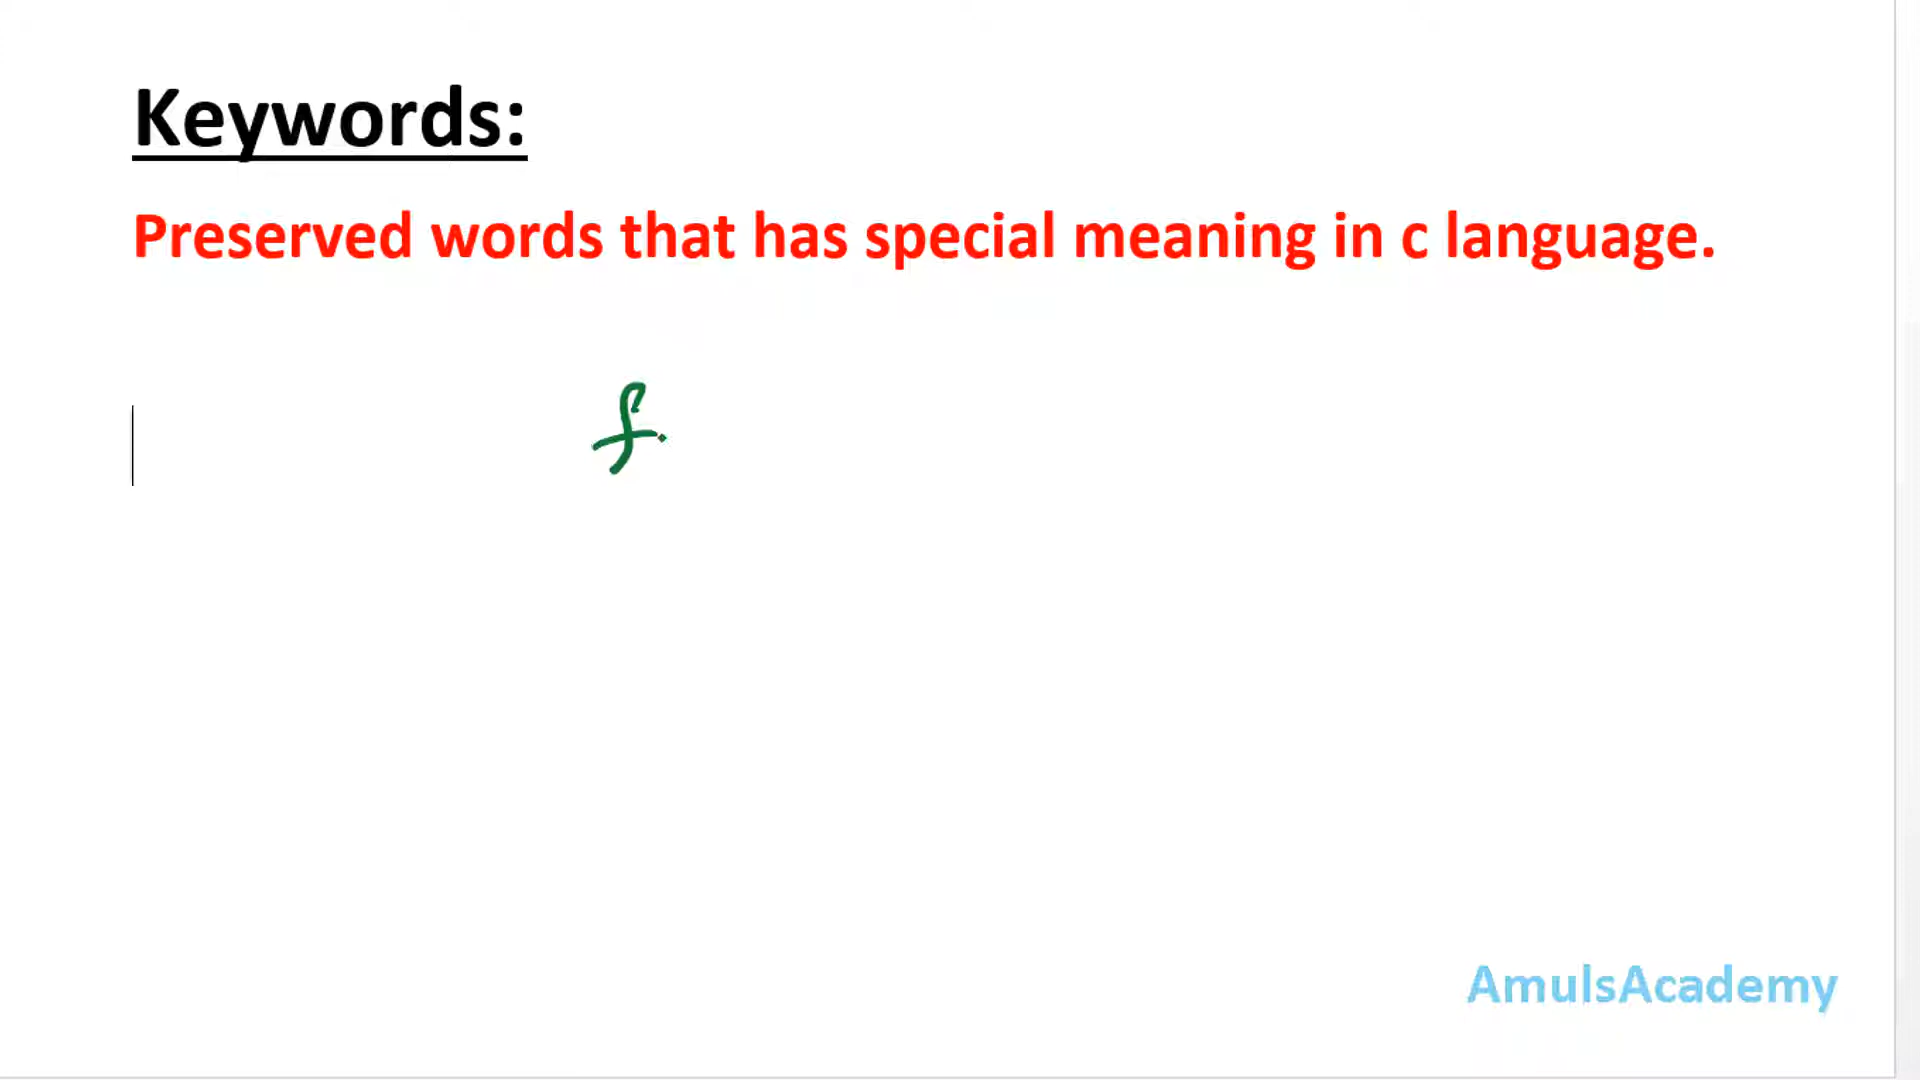 Keywords:
Preserved words that has special meaning in c language.
f
AmulsAcademy